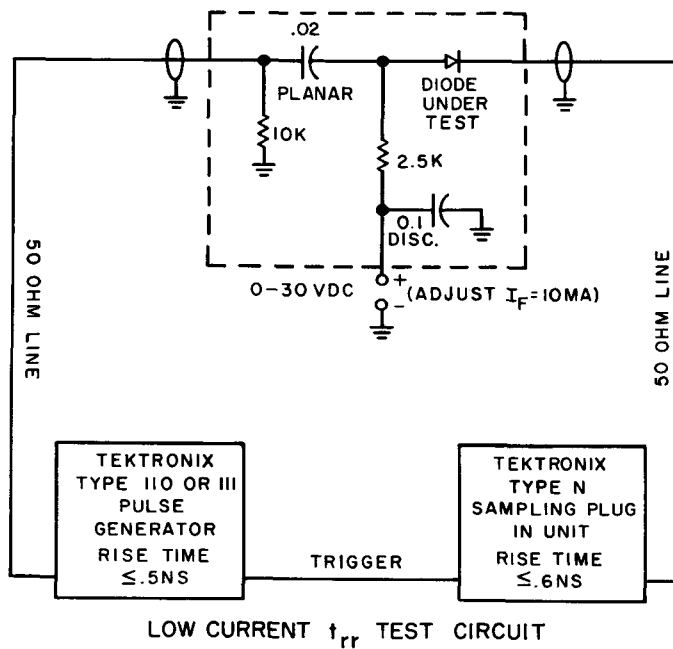 .02
PLANAR
10K
DIODE
UNDER
TEST
2.5K
0.1
DISC.
50 OHM LINE
0-30 VDC
+
-
(ADJUST IF=10MA)
50 OHM LINE
TEKTRONIX
TYPE 110 OR 111
PULSE
GENERATOR
RISE TIME
≤.5NS
TRIGGER
TEKTRONIX
TYPE N
SAMPLING PLUG
IN UNIT
RISE TIME
≤.6NS
LOW CURRENT trr TEST CIRCUIT